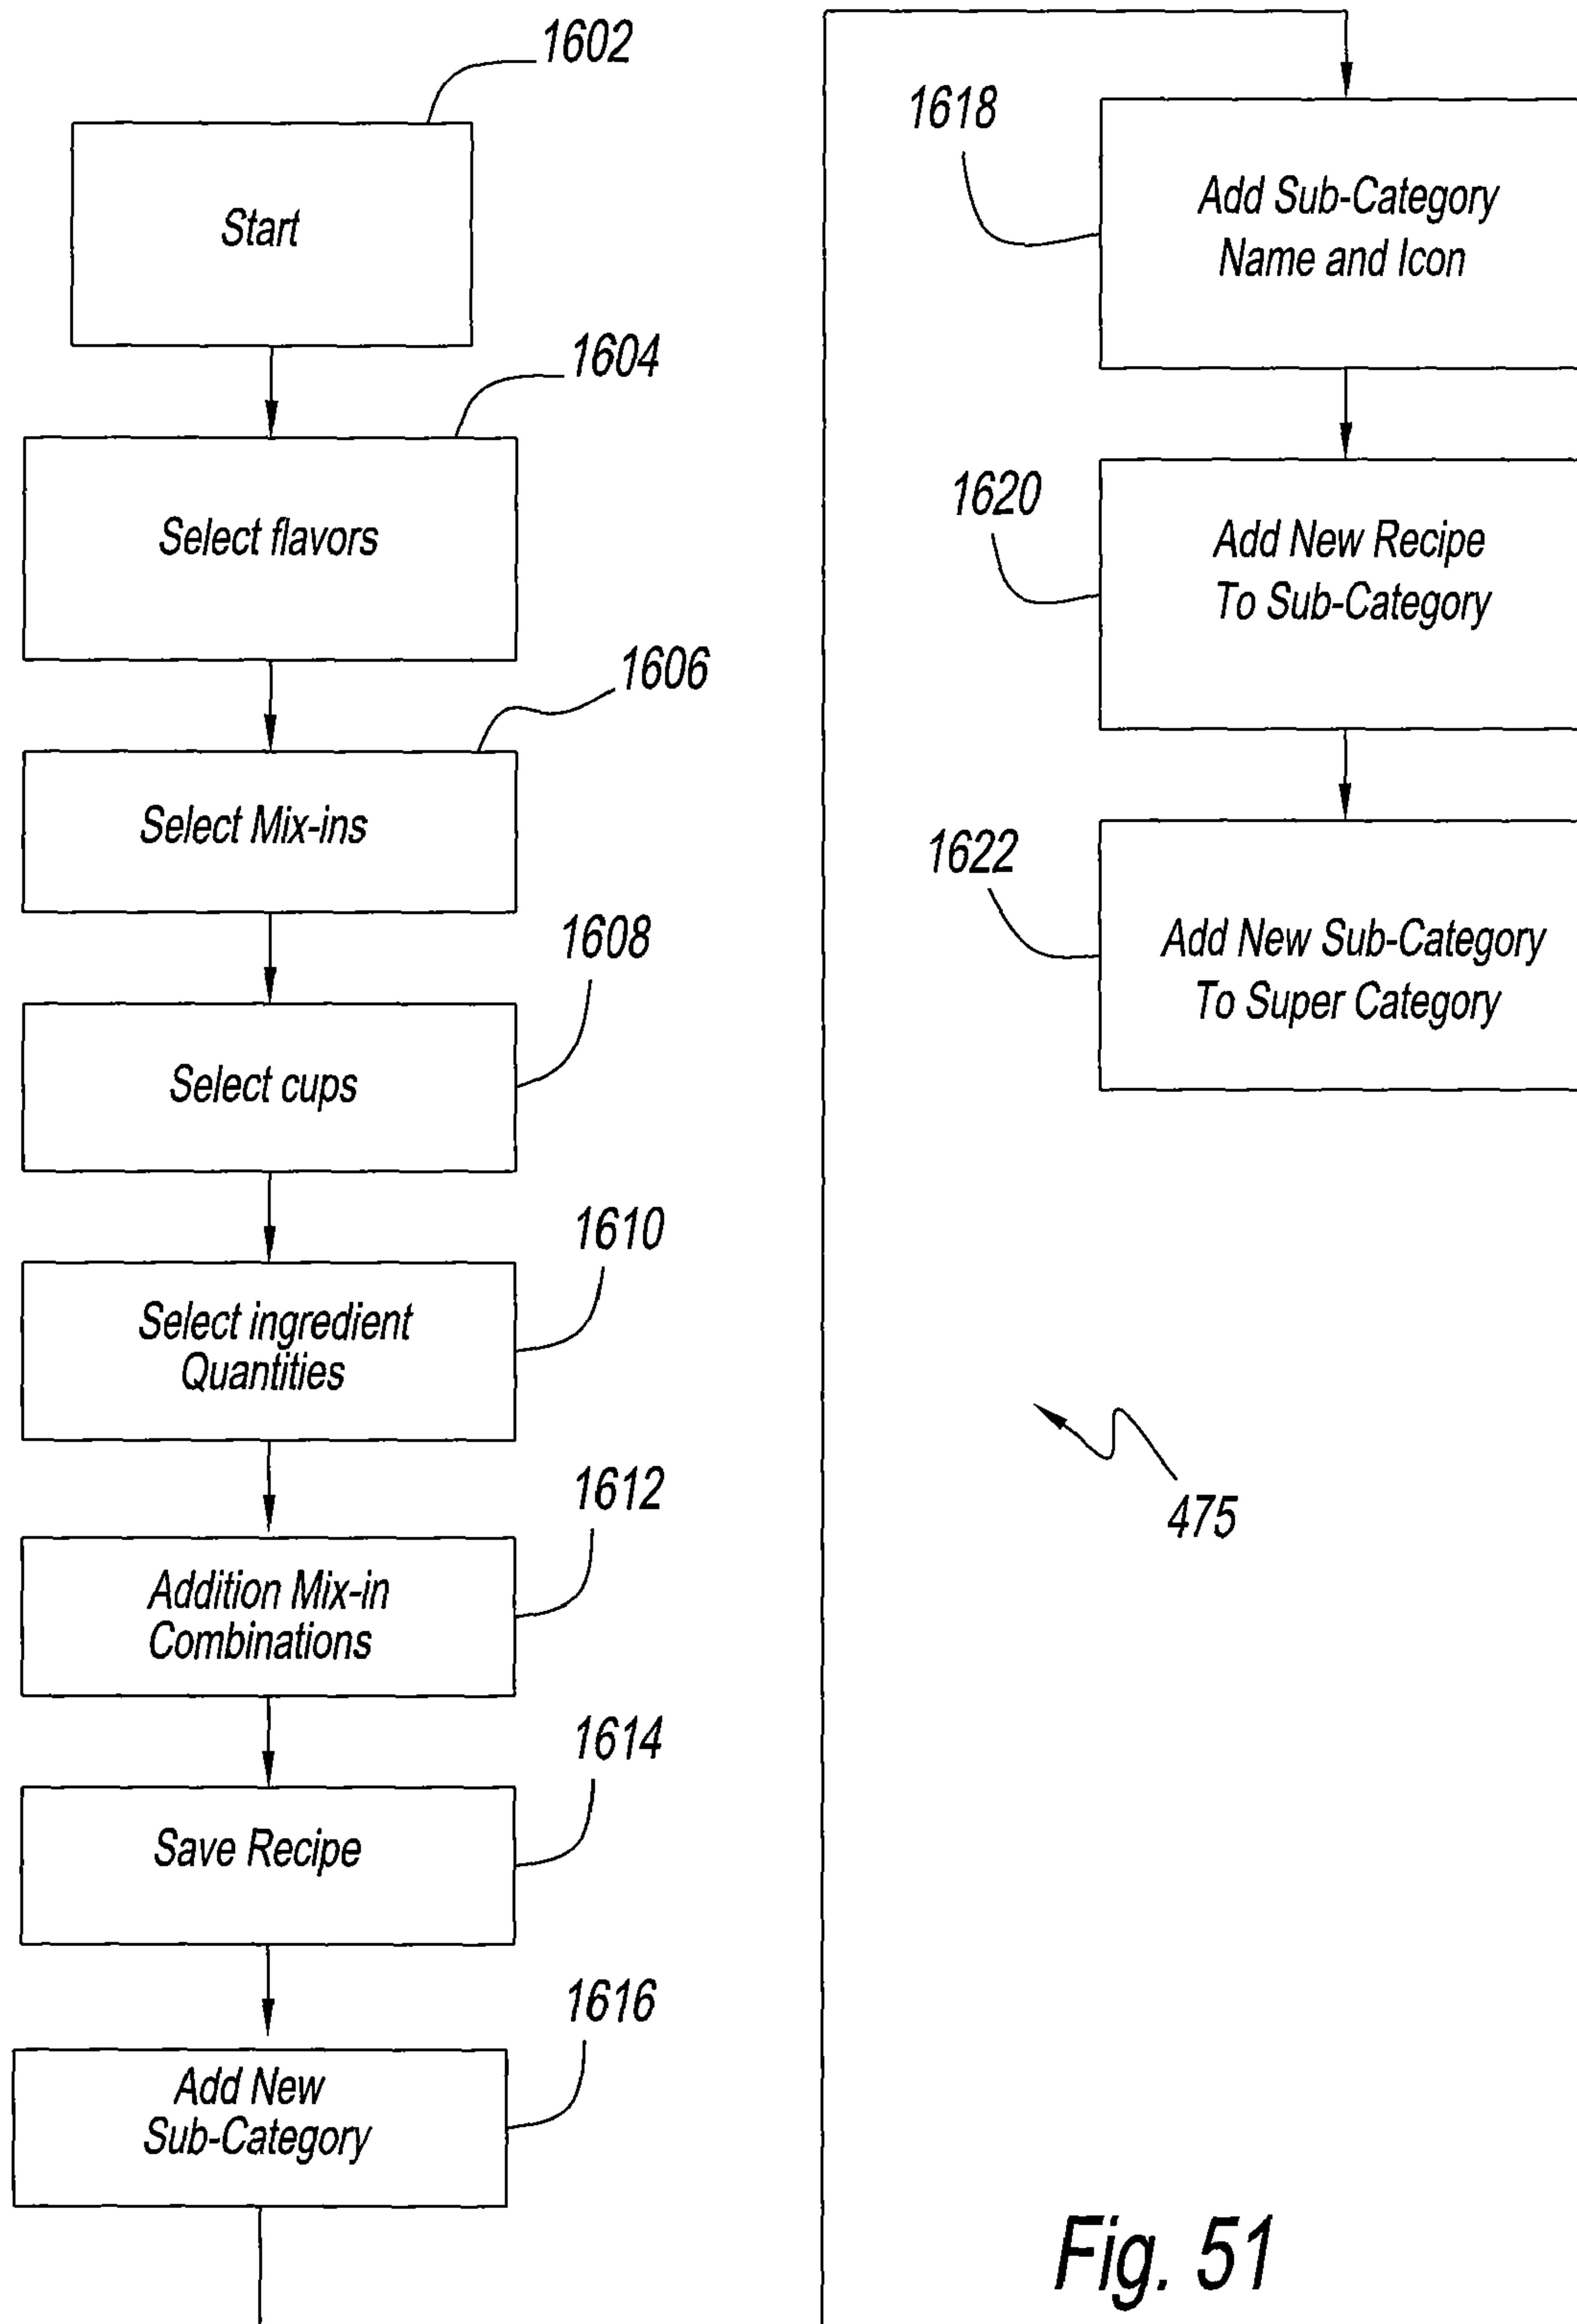 1602
Start
1604
Select flavors
1606
Select Mix-ins
1608
Select cups
1610
Select ingredient
Quantities
1612
Addition Mix-in
Combinations
1614
Save Recipe
1616
Add New
Sub-Category
1618
Add Sub-Category
Name and Icon
1620
Add New Recipe
To Sub-Category
1622
Add New Sub-Category
To Super Category
475
Fig. 51